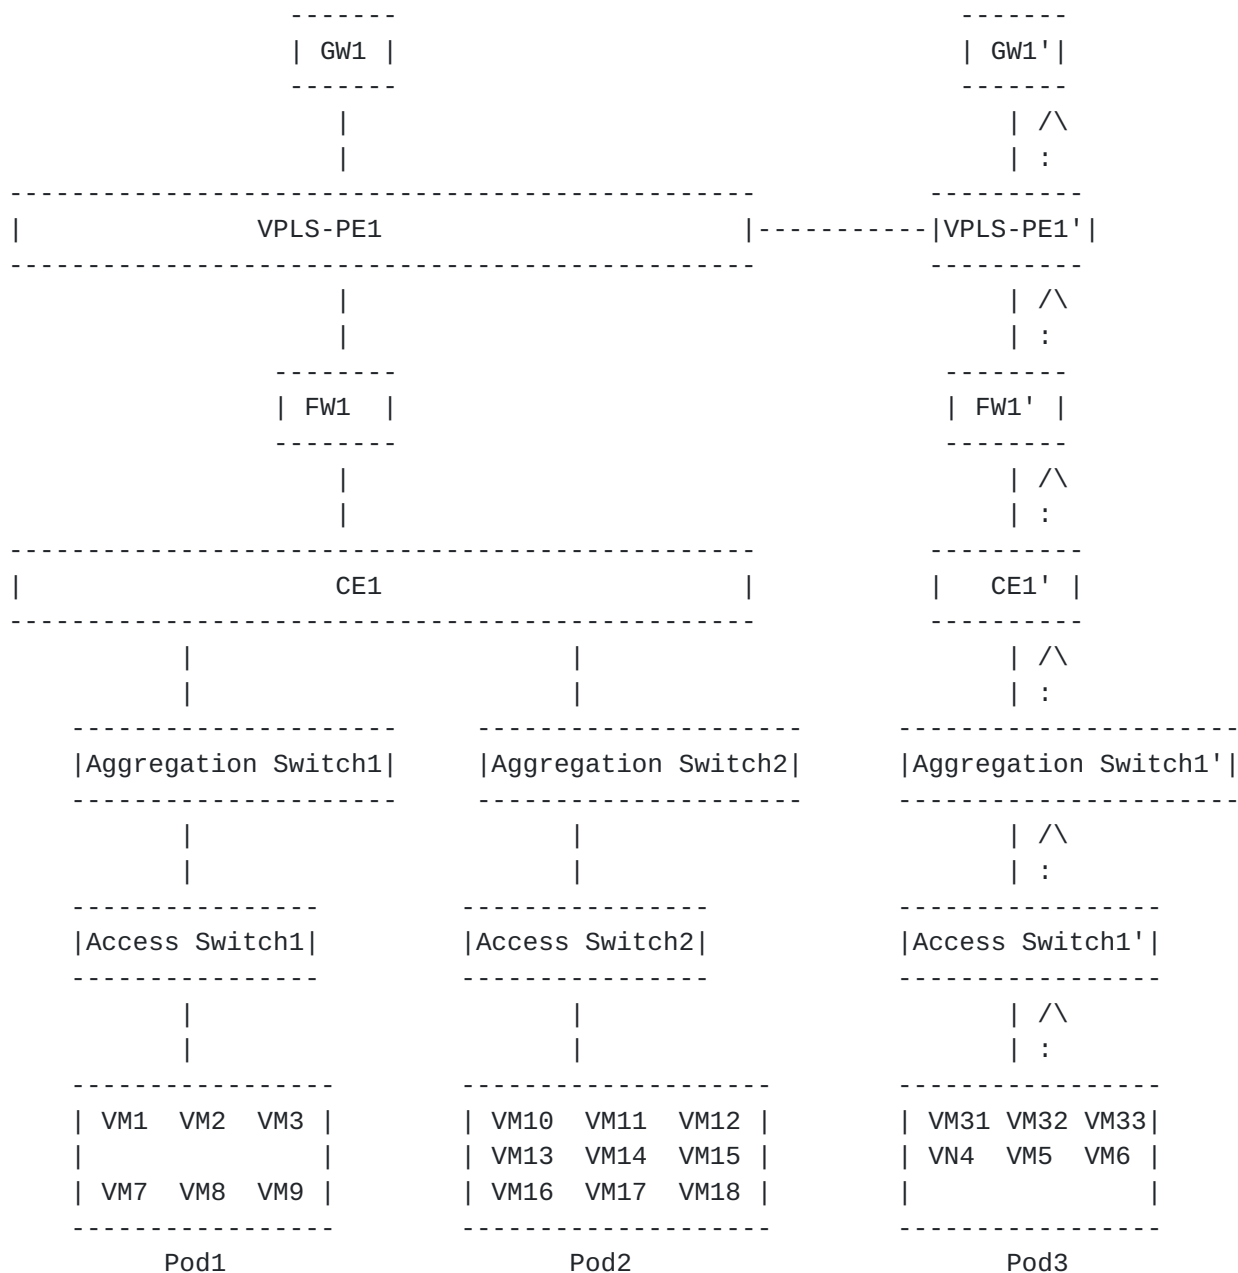 GW1 GW1'
VPLS-PE1 VPLS-PE1'
FW1 FW1'
CE1 CE1'
Aggregation Switch1 Aggregation Switch2 Aggregation Switch1'
Access Switch1 Access Switch2 Access Switch1'
VM1 VM2 VM3 VM10 VM11 VM12 VM31 VM32 VM33
VM13 VM14 VM15 VN4 VM5 VM6
VM7 VM8 VM9 VM16 VM17 VM18
Pod1 Pod2 Pod3